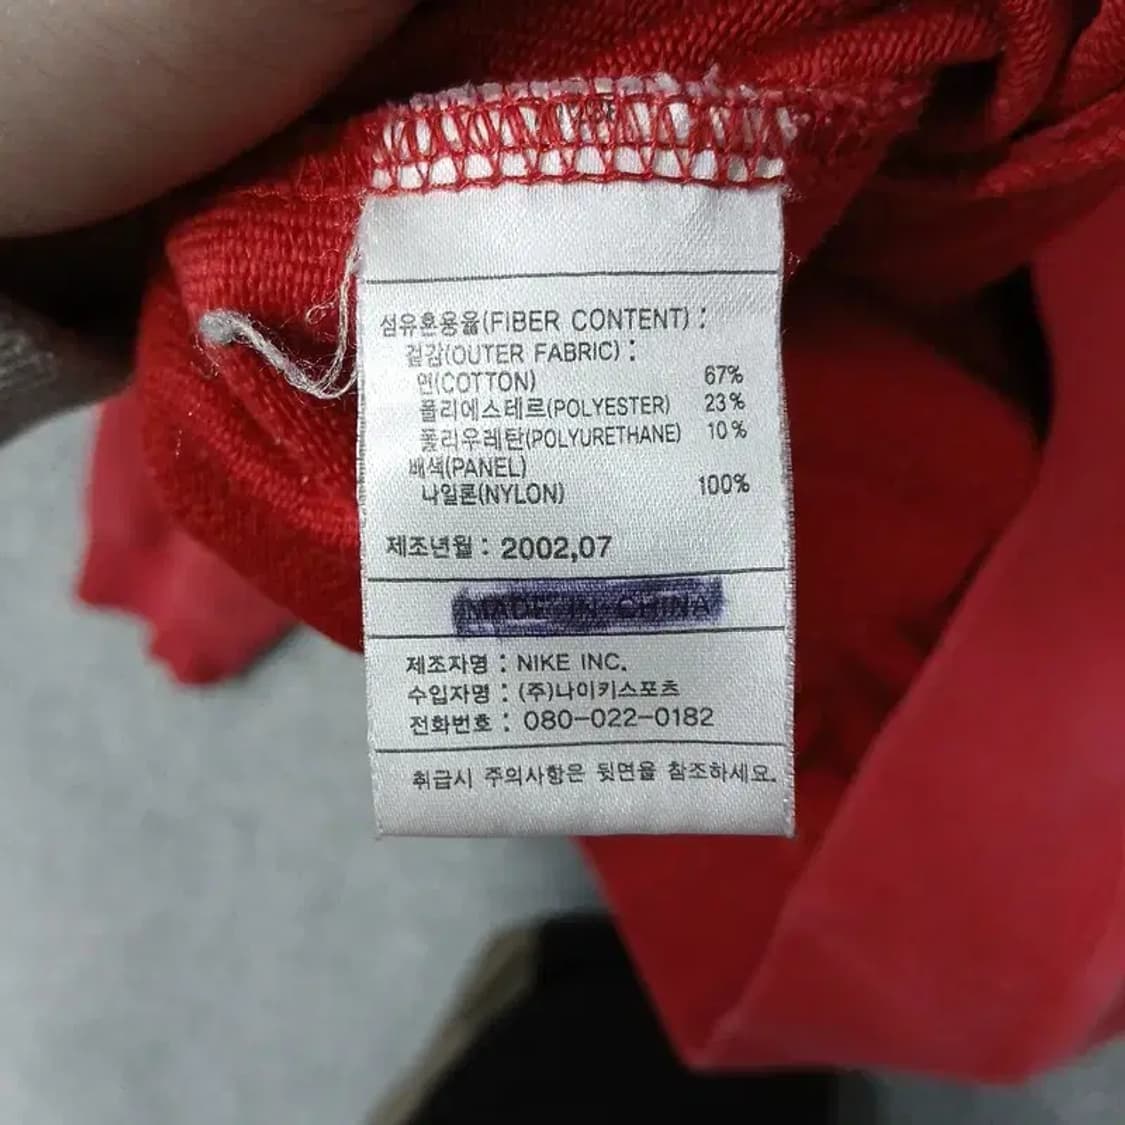 섬유혼용율(FIBER CONTENT) :
겉감(OUTER FABRIC) :
면(COTTON) 67%
폴리에스테르(POLYESTER) 23%
폴리우레탄(POLYURETHANE) 10%
배색(PANEL)
나일론(NYLON) 100%
제조년월 : 2002,07
MADE IN CHINA
제조자명 : NIKE INC.
수입자명 : (주)나이키스포츠
전화번호 : 080-022-0182
취급시 주의사항은 뒷면을 참조하세요.